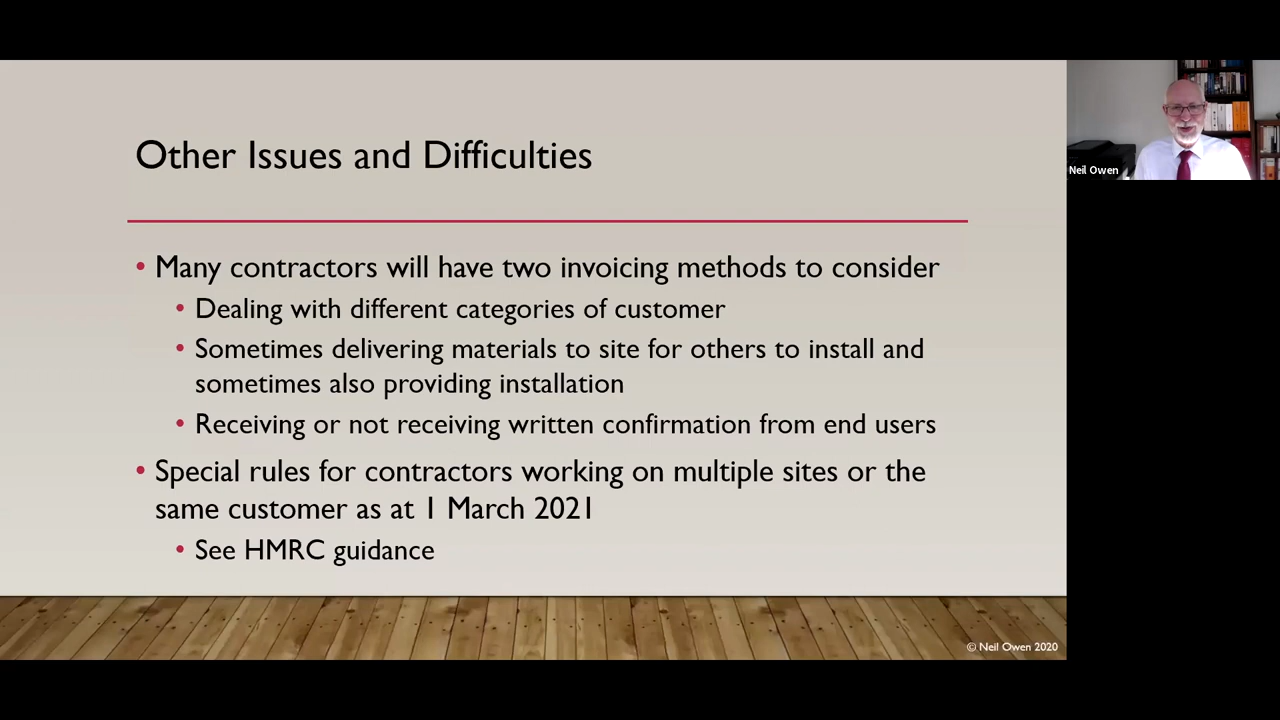 Other Issues and Difficulties
• Many contractors will have two invoicing methods to consider
• Dealing with different categories of customer
• Sometimes delivering materials to site for others to install and
sometimes also providing installation
• Receiving or not receiving written confirmation from end users
• Special rules for contractors working on multiple sites or the
same customer as at 1 March 2021
• See HMRC guidance
© Neil Owen 2020
Neil Owen